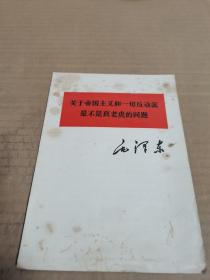 关于帝国主义和一切反动派
是不是真老虎的问题
毛泽东